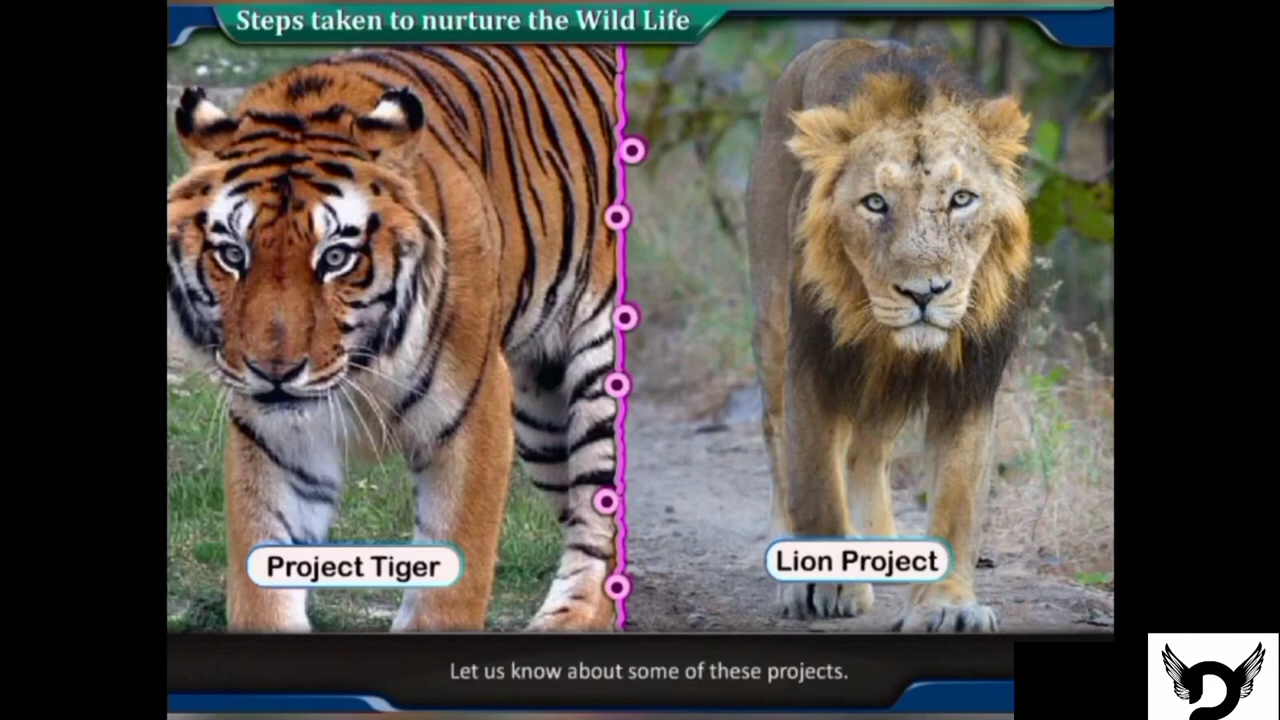 Steps taken to nurture the Wild Life
Project Tiger
Lion Project
Let us know about some of these projects.